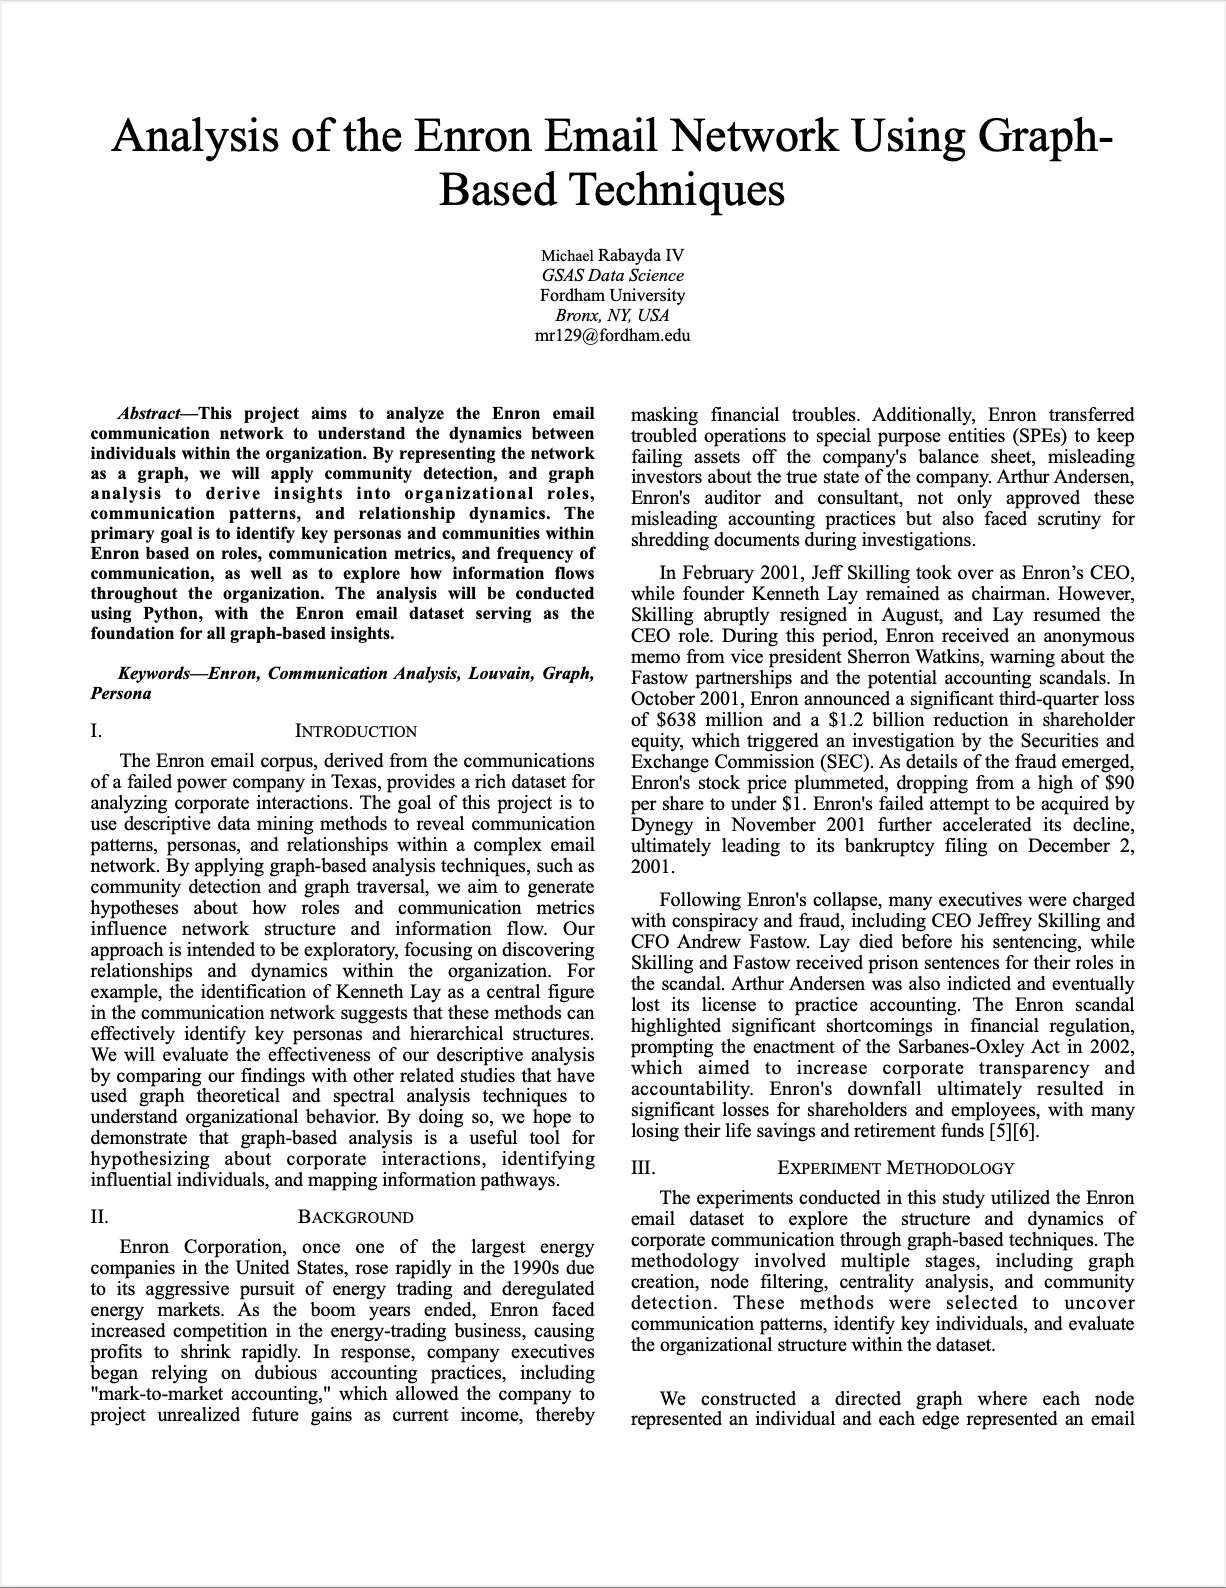 Analysis of the Enron Email Network Using Graph-
Based Techniques
Michael Rabayda IV
GSAS Data Science
Fordham University
Bronx, NY, USA
mr129@fordham.edu
Abstract—This project aims to analyze the Enron email
communication network to understand the dynamics between
individuals within the organization. By representing the network
as a graph, we will apply community detection, and graph
analysis to derive insights into organizational roles,
communication patterns, and relationship dynamics. The
primary goal is to identify key personas and communities within
Enron based on roles, communication metrics, and frequency of
communication, as well as to explore how information flows
throughout the organization. The analysis will be conducted
using Python, with the Enron email dataset serving as the
foundation for all graph-based insights.
Keywords—Enron, Communication Analysis, Louvain, Graph,
Persona
I. INTRODUCTION
The Enron email corpus, derived from the communications
of a failed power company in Texas, provides a rich dataset for
analyzing corporate interactions. The goal of this project is to
use descriptive data mining methods to reveal communication
patterns, personas, and relationships within a complex email
network. By applying graph-based analysis techniques, such as
community detection and graph traversal, we aim to generate
hypotheses about how roles and communication metrics
influence network structure and information flow. Our
approach is intended to be exploratory, focusing on discovering
relationships and dynamics within the organization. For
example, the identification of Kenneth Lay as a central figure
in the communication network suggests that these methods can
effectively identify key personas and hierarchical structures.
We will evaluate the effectiveness of our descriptive analysis
by comparing our findings with other related studies that have
used graph theoretical and spectral analysis techniques to
understand organizational behavior. By doing so, we hope to
demonstrate that graph-based analysis is a useful tool for
hypothesizing about corporate interactions, identifying
influential individuals, and mapping information pathways.
II. BACKGROUND
Enron Corporation, once one of the largest energy
companies in the United States, rose rapidly in the 1990s due
to its aggressive pursuit of energy trading and deregulated
energy markets. As the boom years ended, Enron faced
increased competition in the energy-trading business, causing
profits to shrink rapidly. In response, company executives
began relying on dubious accounting practices, including
"mark-to-market accounting," which allowed the company to
project unrealized future gains as current income, thereby
masking financial troubles. Additionally, Enron transferred
troubled operations to special purpose entities (SPEs) to keep
failing assets off the company's balance sheet, misleading
investors about the true state of the company. Arthur Andersen,
Enron's auditor and consultant, not only approved these
misleading accounting practices but also faced scrutiny for
shredding documents during investigations.
In February 2001, Jeff Skilling took over as Enron’s CEO,
while founder Kenneth Lay remained as chairman. However,
Skilling abruptly resigned in August, and Lay resumed the
CEO role. During this period, Enron received an anonymous
memo from vice president Sherron Watkins, warning about the
Fastow partnerships and the potential accounting scandals. In
October 2001, Enron announced a significant third-quarter loss
of $638 million and a $1.2 billion reduction in shareholder
equity, which triggered an investigation by the Securities and
Exchange Commission (SEC). As details of the fraud emerged,
Enron's stock price plummeted, dropping from a high of $90
per share to under $1. Enron's failed attempt to be acquired by
Dynegy in November 2001 further accelerated its decline,
ultimately leading to its bankruptcy filing on December 2,
2001.
Following Enron's collapse, many executives were charged
with conspiracy and fraud, including CEO Jeffrey Skilling and
CFO Andrew Fastow. Lay died before his sentencing, while
Skilling and Fastow received prison sentences for their roles in
the scandal. Arthur Andersen was also indicted and eventually
lost its license to practice accounting. The Enron scandal
highlighted significant shortcomings in financial regulation,
prompting the enactment of the Sarbanes-Oxley Act in 2002,
which aimed to increase corporate transparency and
accountability. Enron's downfall ultimately resulted in
significant losses for shareholders and employees, with many
losing their life savings and retirement funds [5][6].
III. EXPERIMENT METHODOLOGY
The experiments conducted in this study utilized the Enron
email dataset to explore the structure and dynamics of
corporate communication through graph-based techniques. The
methodology involved multiple stages, including graph
creation, node filtering, centrality analysis, and community
detection. These methods were selected to uncover
communication patterns, identify key individuals, and evaluate
the organizational structure within the dataset.
We constructed a directed graph where each node
represented an individual and each edge represented an email